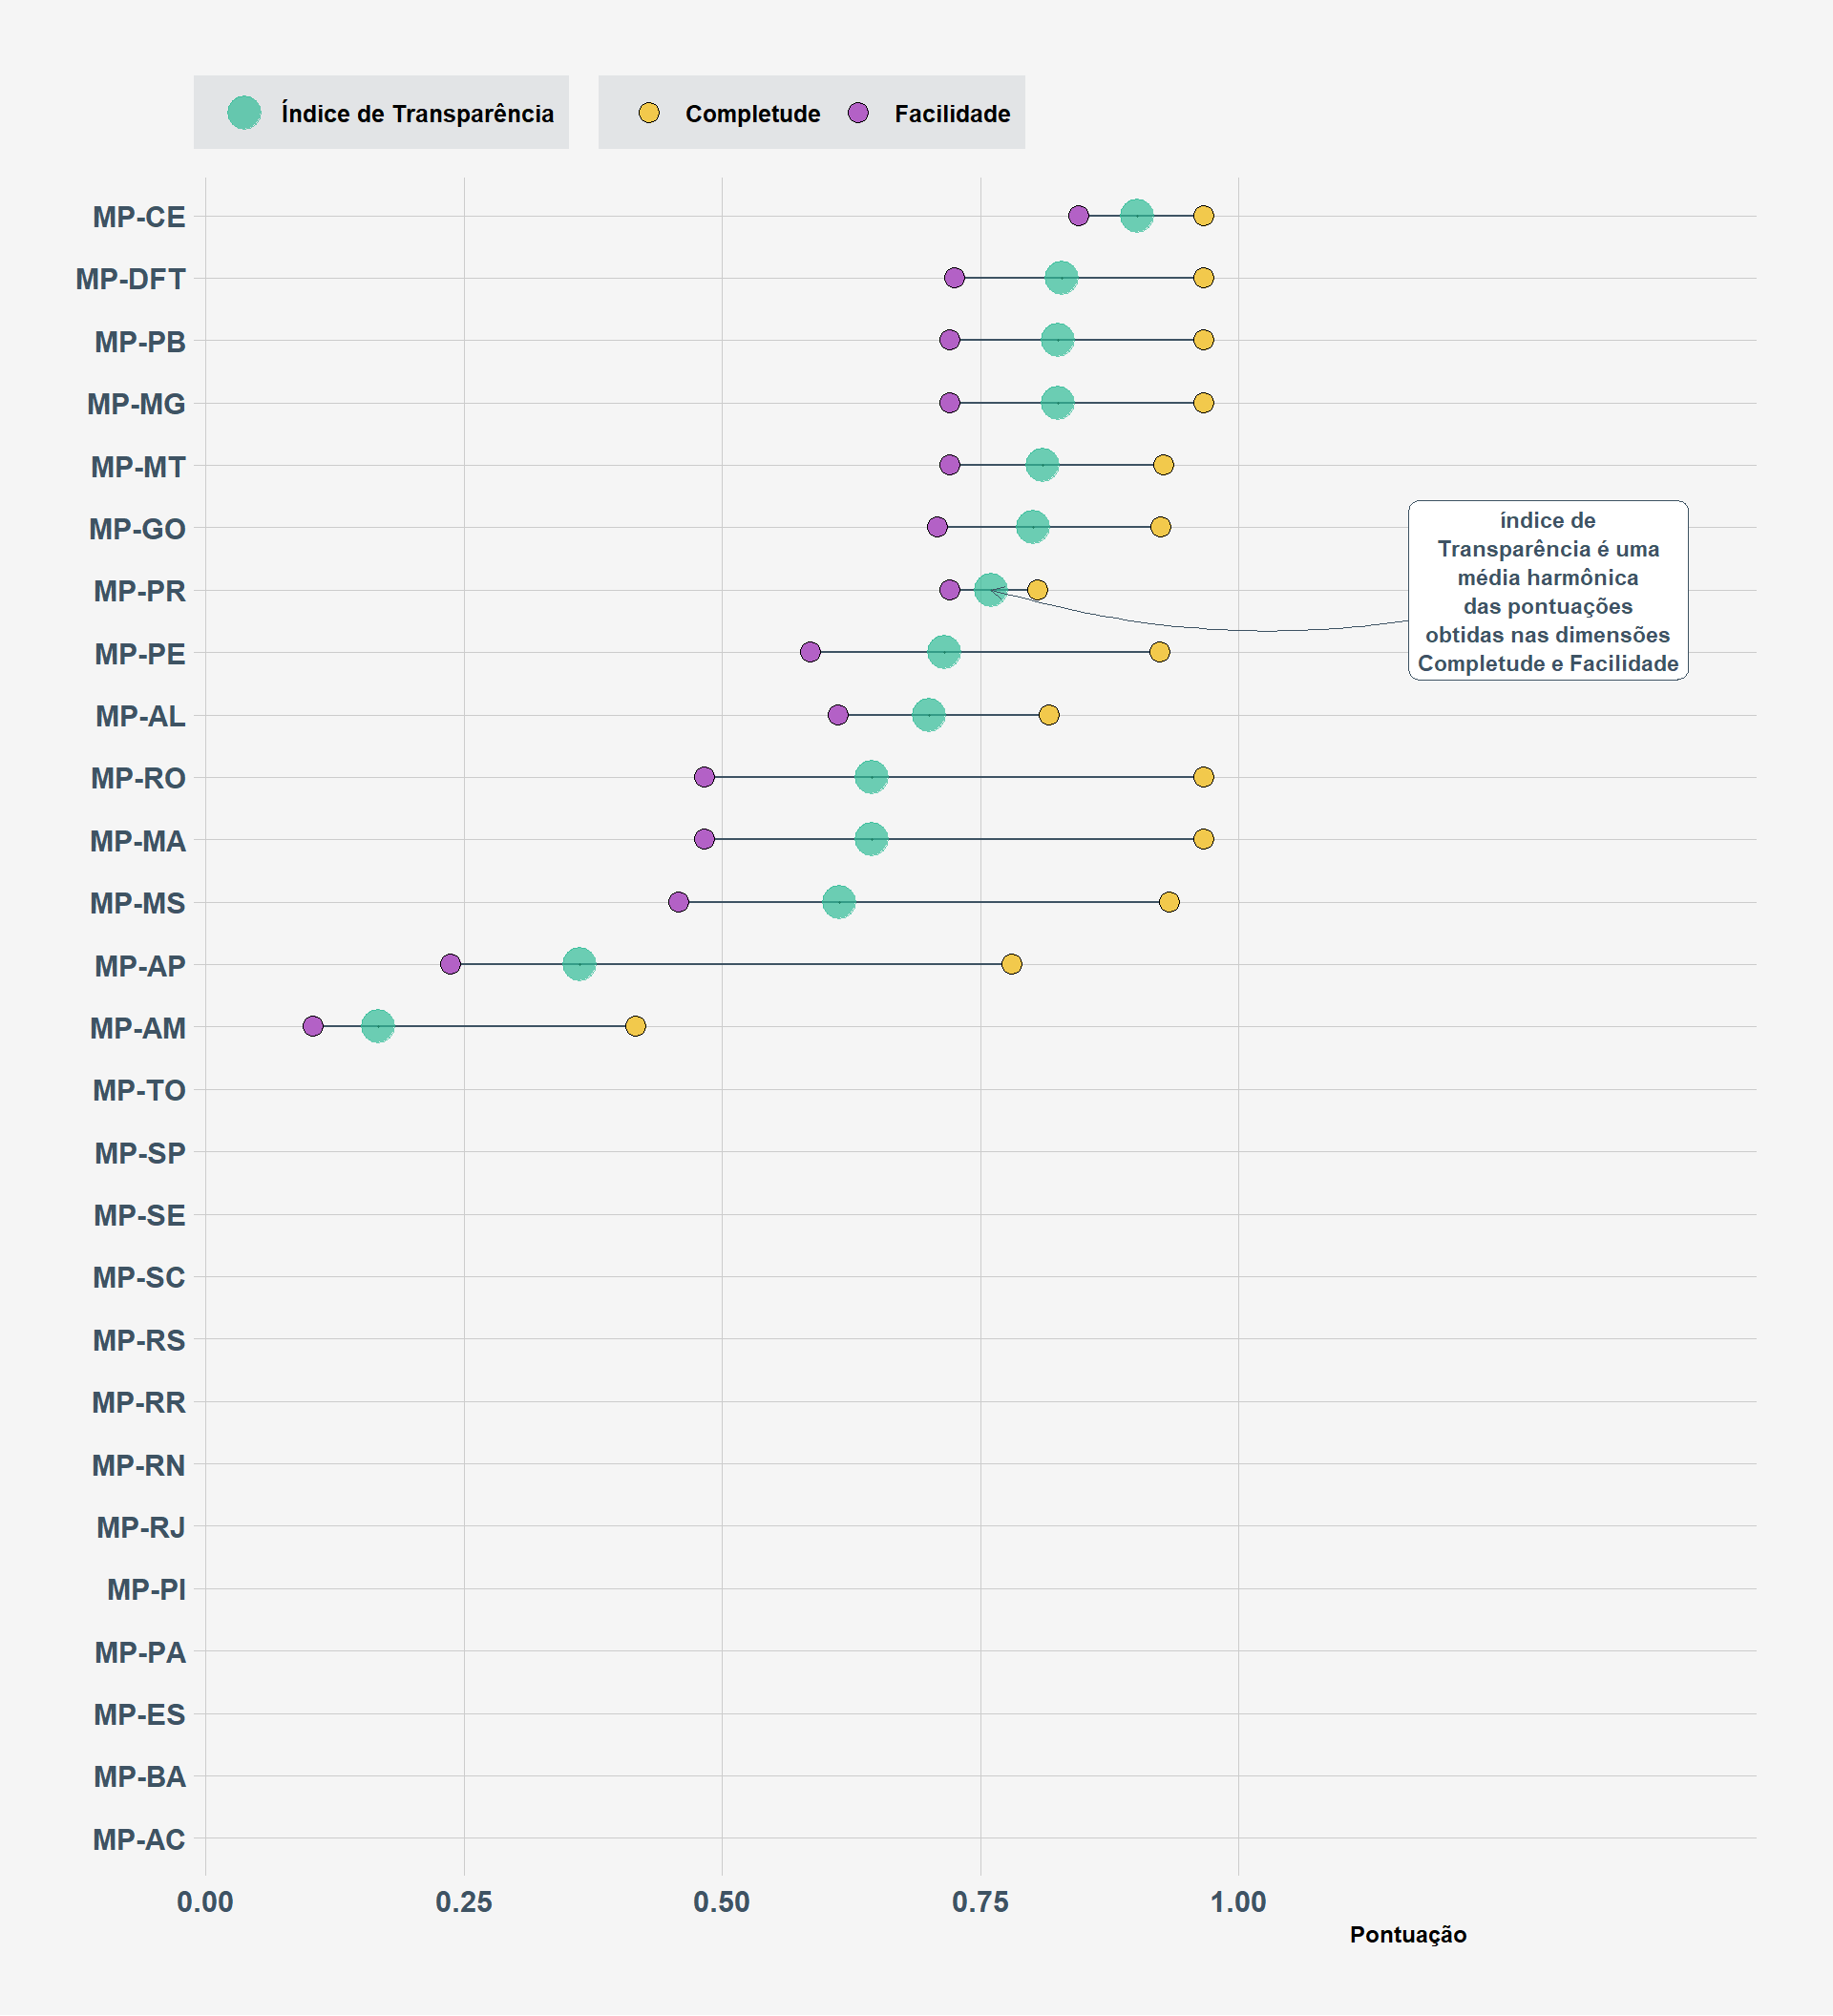 Índice de Transparência
Completude
Facilidade
MP-CE
MP-DFT
MP-PB
MP-MG
MP-MT
MP-GO
MP-PR
MP-PE
MP-AL
MP-RO
MP-MA
MP-MS
MP-AP
MP-AM
MP-TO
MP-SP
MP-SE
MP-SC
MP-RS
MP-RR
MP-RN
MP-RJ
MP-PI
MP-PA
MP-ES
MP-BA
MP-AC
índice de
Transparência é uma
média harmônica
das pontuações
obtidas nas dimensões
Completude e Facilidade
0.00
0.25
0.50
0.75
1.00
Pontuação